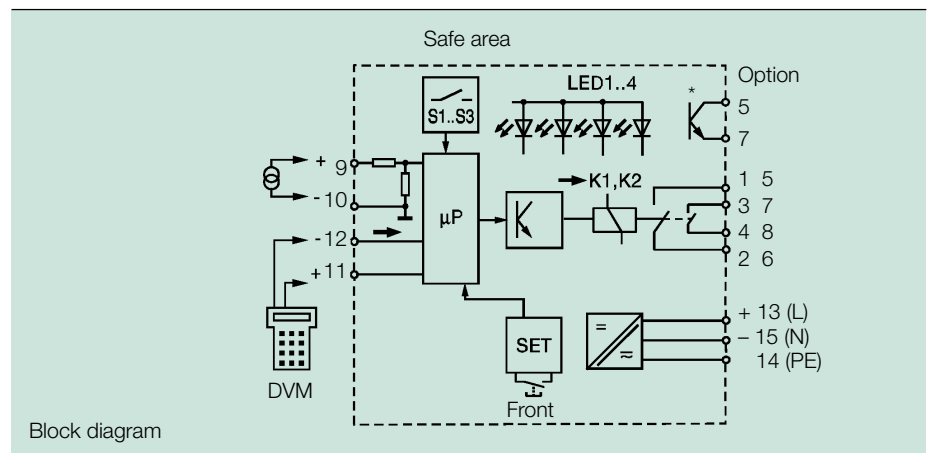 Safe area
Option
LED1..4
*
S1..S3
5
7
+ 9
- 10
-12
+11
µP
K1,K2
1 5
3 7
4 8
2 6
+ 13 (L)
– 15 (N)
14 (PE)
=
≂
SET
DVM
Front
Block diagram